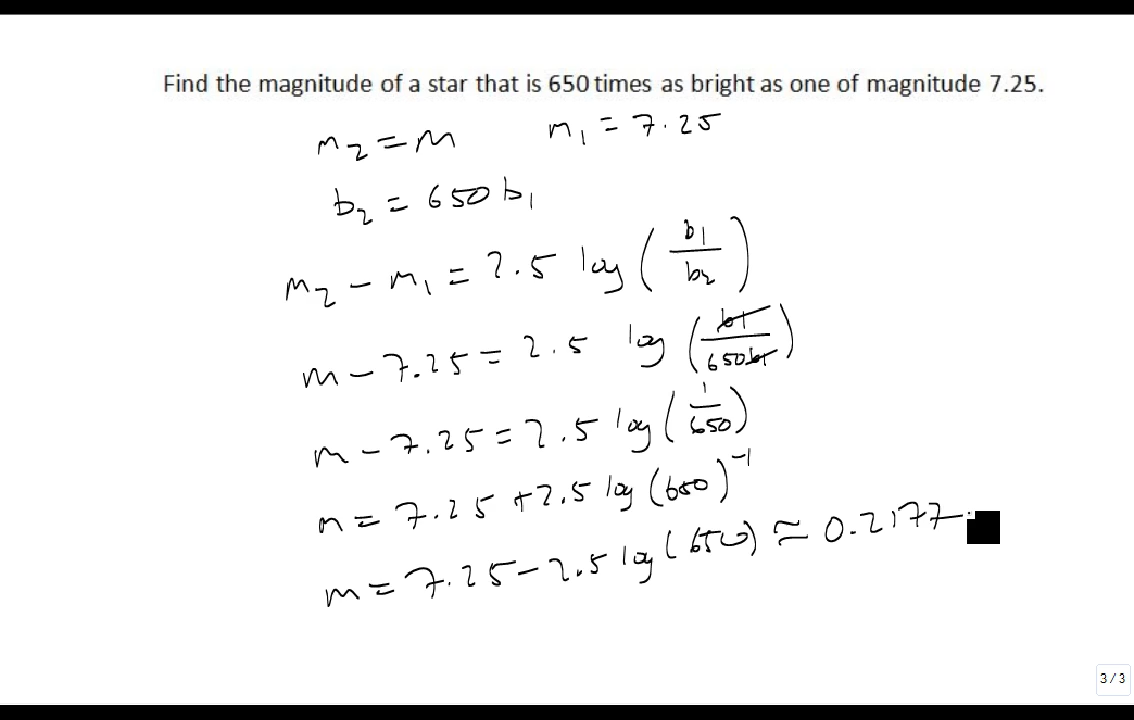 Find the magnitude of a star that is 650 times as bright as one of magnitude 7.25.
m₂ = m m₁ = 7.25
b₂ = 650 b₁
m₂ - m₁ = 2.5 log (b₁/b₂)
m - 7.25 = 2.5 log (b₁/650b₁)
m - 7.25 = 2.5 log (1/650)
m = 7.25 + 2.5 log (650)⁻¹
m = 7.25 - 2.5 log (650) ≈ 0.2177
3 / 3